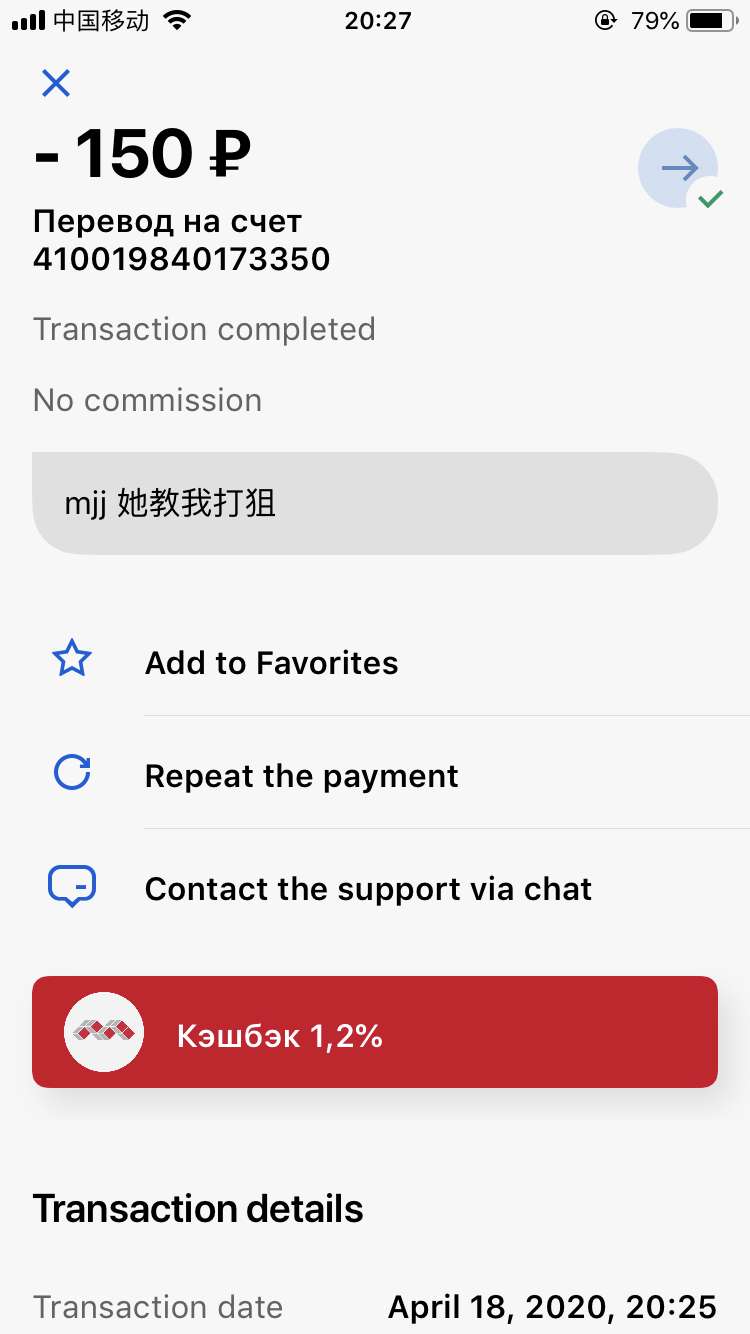 中国移动 20:27 79%
- 150 ₽
Перевод на счет
410019840173350
Transaction completed
No commission
mjj 她教我打狙
Add to Favorites
Repeat the payment
Contact the support via chat
Кэшбэк 1,2%
Transaction details
Transaction date April 18, 2020, 20:25